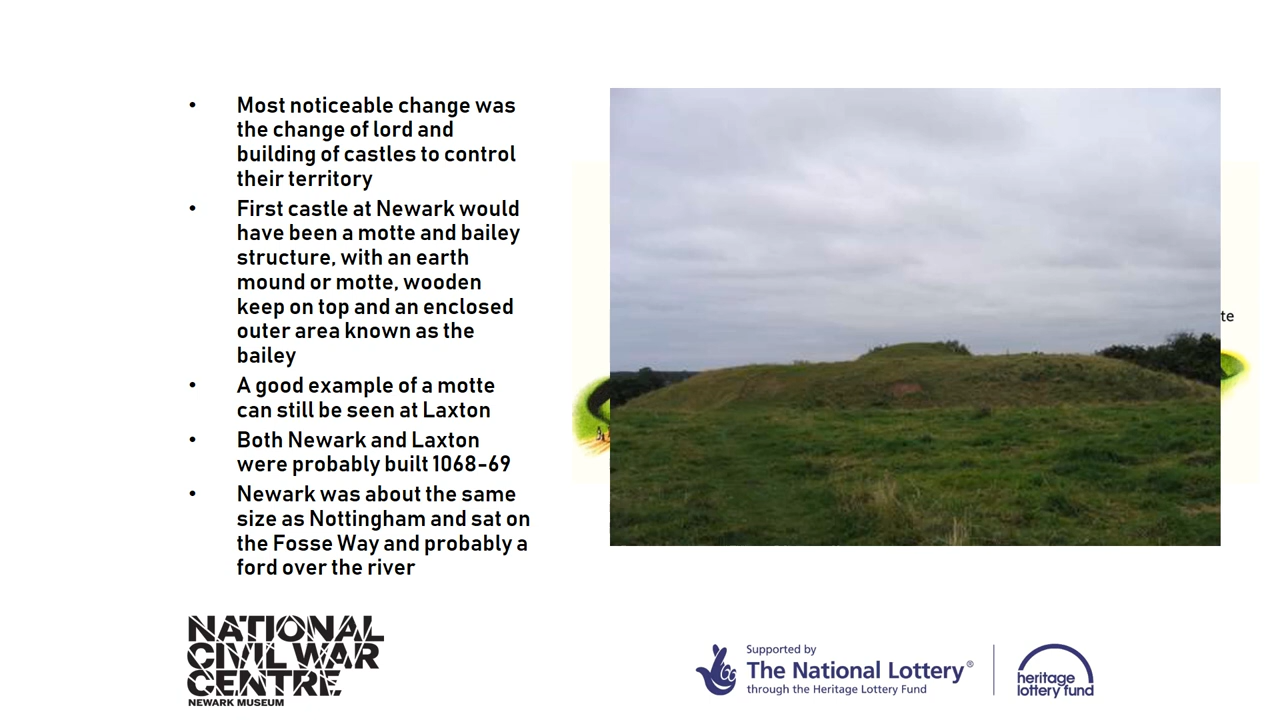 • Most noticeable change was
the change of lord and
building of castles to control
their territory
• First castle at Newark would
have been a motte and bailey
structure, with an earth
mound or motte, wooden
keep on top and an enclosed
outer area known as the
bailey
• A good example of a motte
can still be seen at Laxton
• Both Newark and Laxton
were probably built 1068-69
• Newark was about the same
size as Nottingham and sat on
the Fosse Way and probably a
ford over the river
te
NATIONAL
CIVIL WAR
CENTRE
NEWARK MUSEUM
Supported by
The National Lottery®
through the Heritage Lottery Fund
heritage
lottery fund